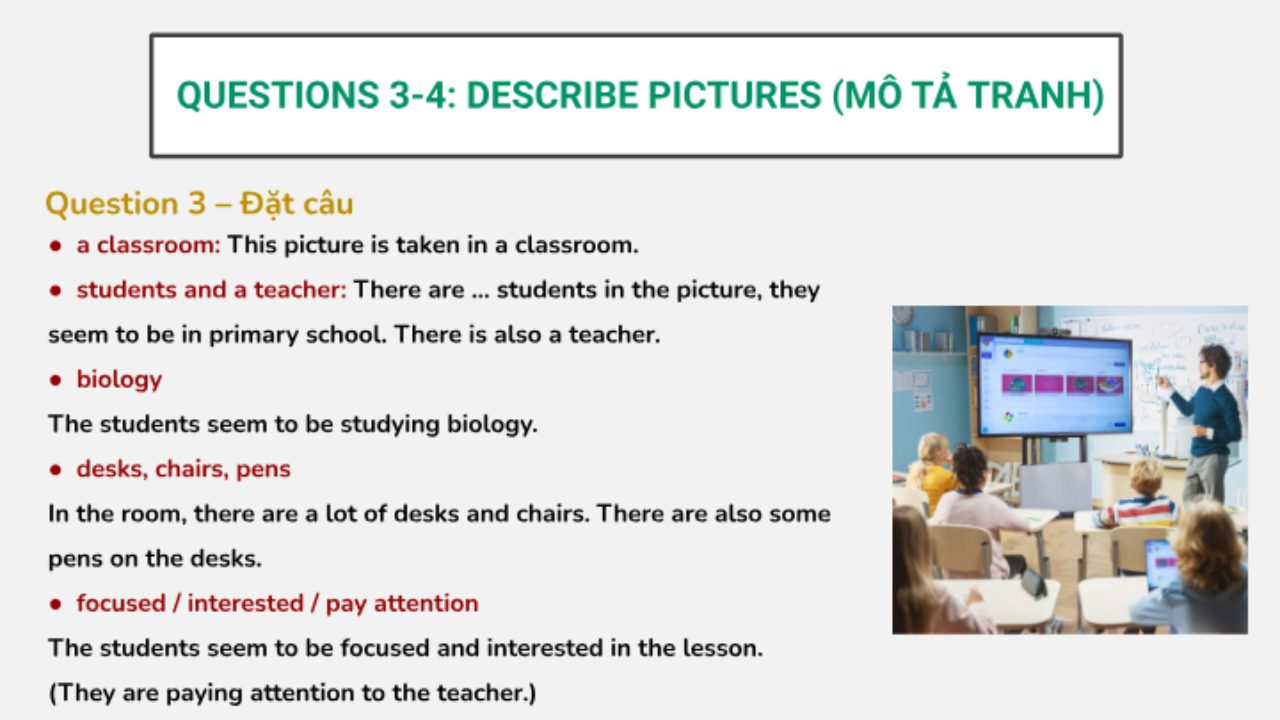 QUESTIONS 3-4: DESCRIBE PICTURES (MÔ TẢ TRANH)
Question 3 – Đặt câu
● a classroom: This picture is taken in a classroom.
● students and a teacher: There are ... students in the picture, they
seem to be in primary school. There is also a teacher.
● biology
The students seem to be studying biology.
● desks, chairs, pens
In the room, there are a lot of desks and chairs. There are also some
pens on the desks.
● focused / interested / pay attention
The students seem to be focused and interested in the lesson.
(They are paying attention to the teacher.)